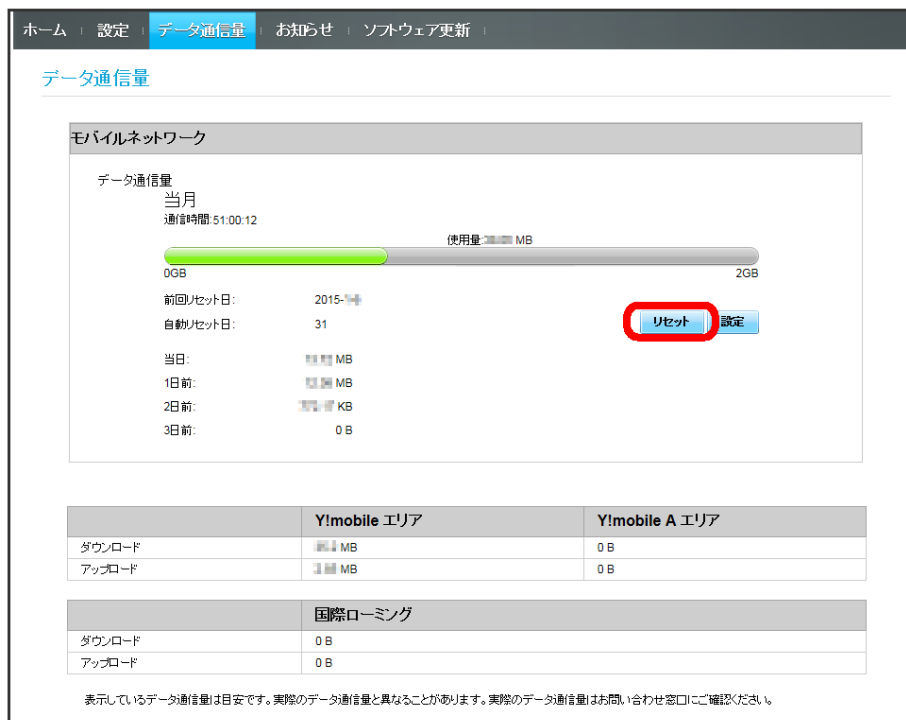 ホーム 設定 データ通信量 お知らせ ソフトウェア更新
データ通信量
モバイルネットワーク
データ通信量
当月
通信時間:51:00:12
使用量: MB
0GB 2GB
前回リセット日: 2015-
自動リセット日: 31
リセット 設定
当日: MB
1日前: MB
2日前: KB
3日前: 0 B
Y!mobile エリア Y!mobile A エリア
ダウンロード MB 0 B
アップロード MB 0 B
国際ローミング
ダウンロード 0 B
アップロード 0 B
表示しているデータ通信量は目安です。実際のデータ通信量と異なることがあります。実際のデータ通信量はお問い合わせ窓口にご確認ください。